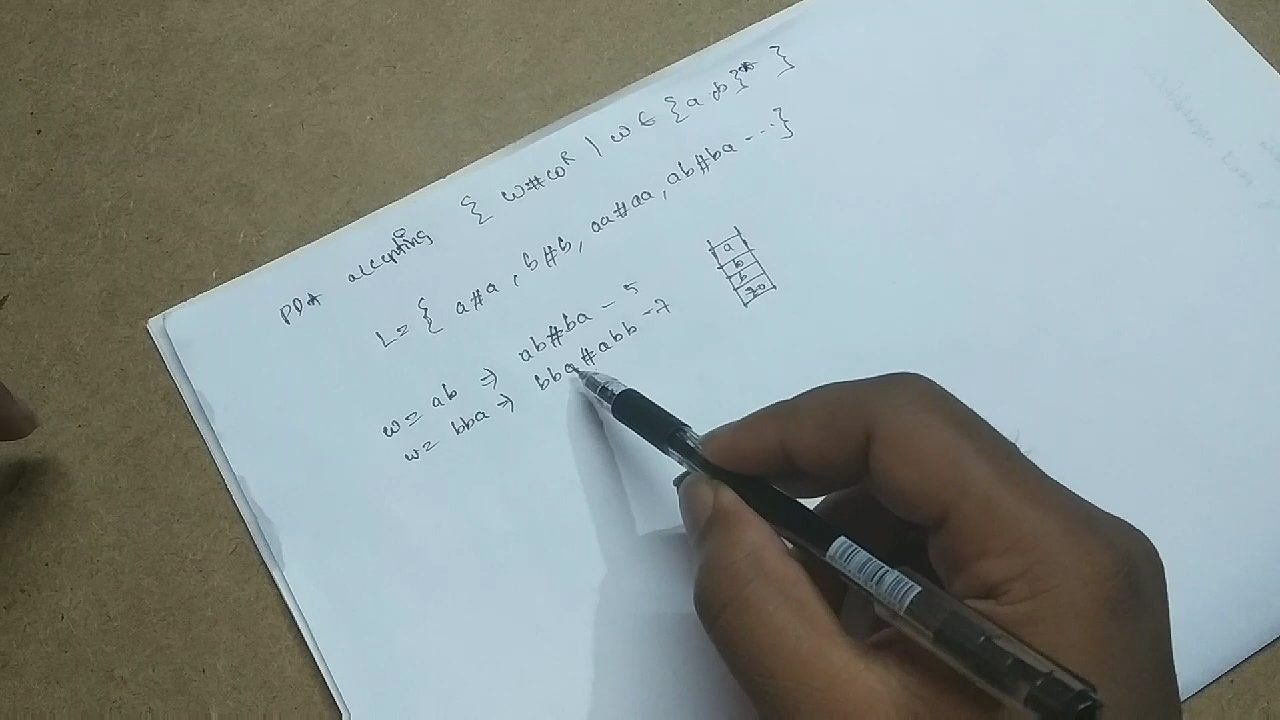 PDA accepting { w#w^R | w ∈ {a,b}* }
L = { a#a, b#b, aa#aa, ab#ba ... }
w = ab ⇒ ab#ba - 5
w = bba ⇒ bba#abb - 7
a
b
b
z0